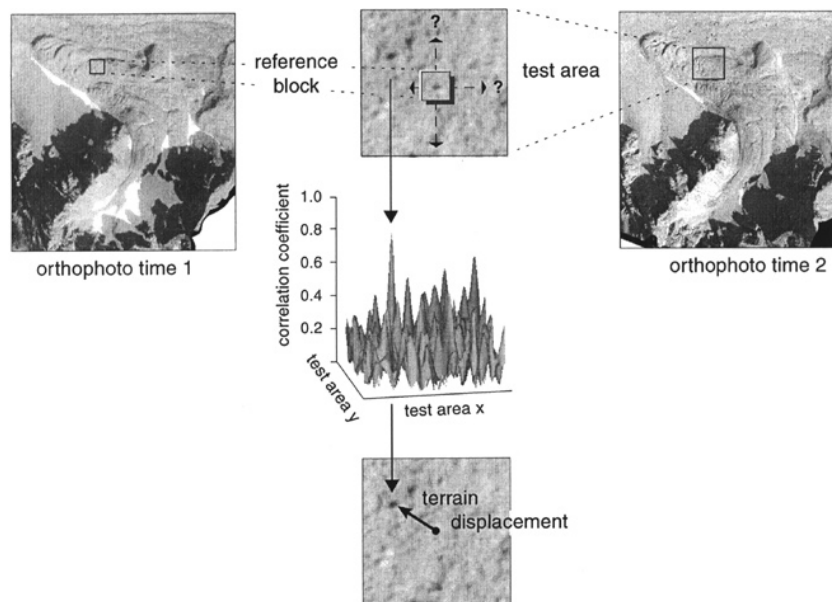 ?
?
reference
block
test area
orthophoto time 1
orthophoto time 2
1.0
0.8
0.6
0.4
0.2
correlation coefficient
test area y
test area x
terrain
displacement